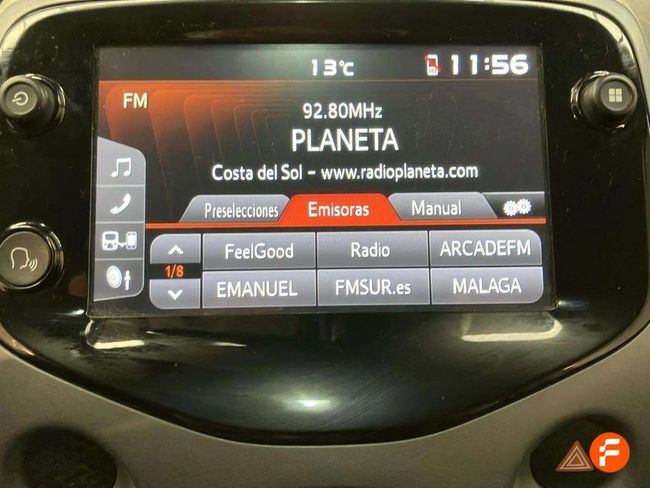 13°C 11:56
FM
92.80MHz
PLANETA
Costa del Sol - www.radioplaneta.com
Preselecciones Emisoras Manual
FeelGood Radio ARCADEFM
1/8
EMANUEL FMSUR.es MALAGA
F